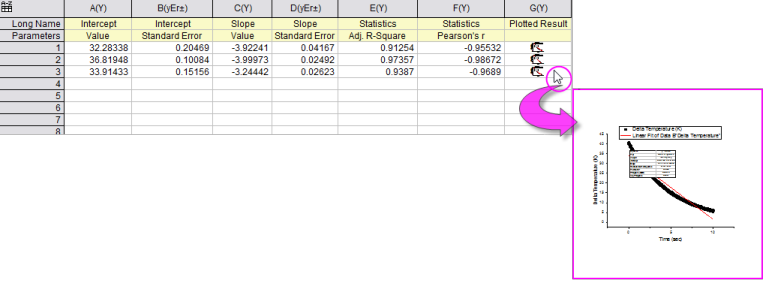 A(Y) B(yEr±) C(Y) D(yEr±) E(Y) F(Y) G(Y)
Long Name Intercept Intercept Slope Slope Statistics Statistics Plotted Result
Parameters Value Standard Error Value Standard Error Adj. R-Square Pearson's r
1 32.28338 0.20469 -3.92241 0.04167 0.91254 -0.95532
2 36.81948 0.10084 -3.99973 0.02492 0.97357 -0.98672
3 33.91433 0.15156 -3.24442 0.02623 0.9387 -0.9689
4
5
6
7
8
Delta Temperature (K)
Linear Fit of Data B"Delta Temperature"
Delta Temperature (K)
0 5 10
Time (sec)